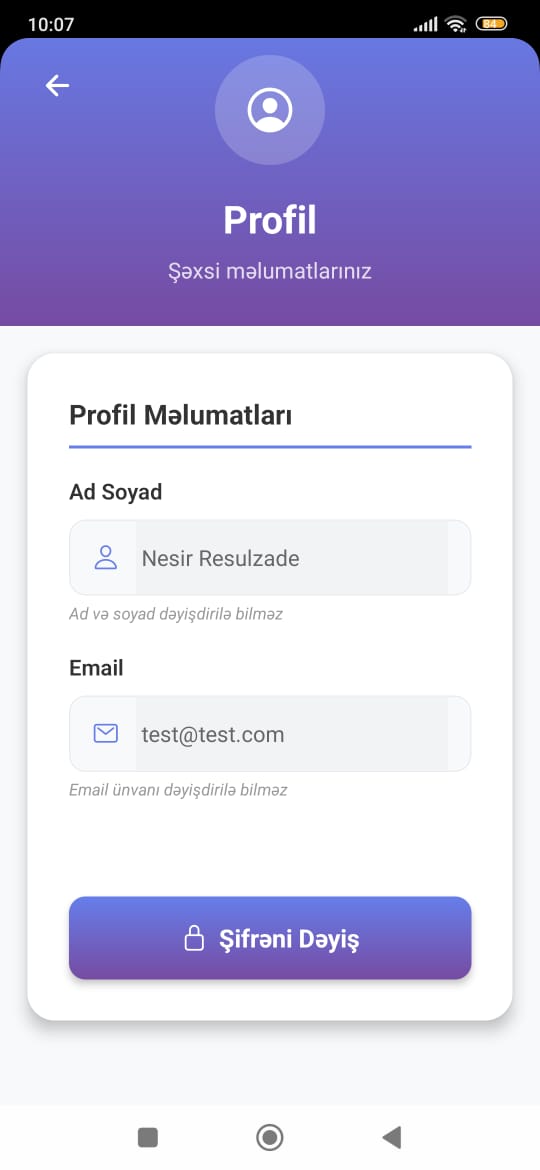 10:07
84
Profil
Şəxsi məlumatlarınız
Profil Məlumatları
Ad Soyad
Nesir Resulzade
Ad və soyad dəyişdirilə bilməz
Email
test@test.com
Email ünvanı dəyişdirilə bilməz
Şifrəni Dəyiş